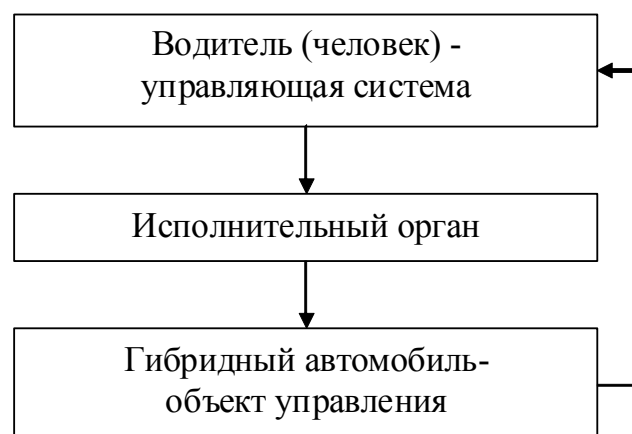 Водитель (человек) -
управляющая система
Исполнительный орган
Гибридный автомобиль-
объект управления